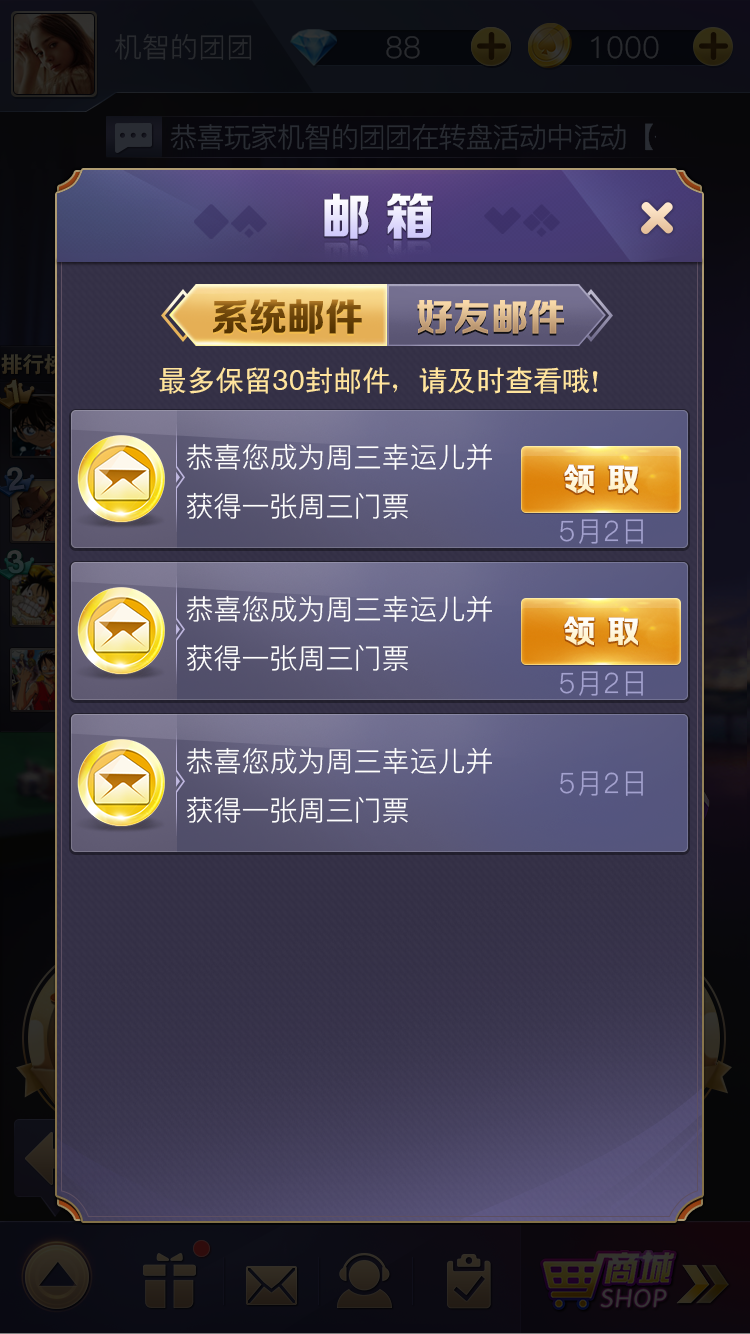 机智的团团
88
1000
恭喜玩家机智的团团在转盘活动中活动【
邮箱
系统邮件
好友邮件
最多保留30封邮件，请及时查看哦!
排行榜
1
恭喜您成为周三幸运儿并
获得一张周三门票
领取
5月2日
2
3
恭喜您成为周三幸运儿并
获得一张周三门票
领取
5月2日
恭喜您成为周三幸运儿并
获得一张周三门票
5月2日
商城
SHOP